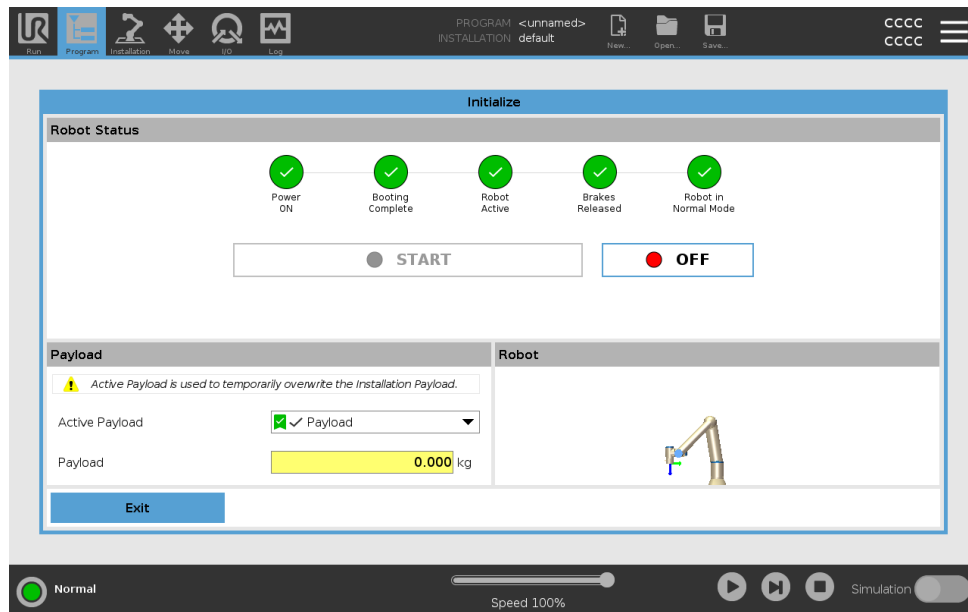 PROGRAM <unnamed>
INSTALLATION default
CCCC
CCCC
Run
Program
Installation
Move
I/O
Log
New...
Open...
Save...
Initialize
Robot Status
Power
ON
Booting
Complete
Robot
Active
Brakes
Released
Robot in
Normal Mode
START
OFF
Payload
Robot
Active Payload is used to temporarily overwrite the Installation Payload.
Active Payload
Payload
Payload
0.000 kg
Exit
Normal
Speed 100%
Simulation